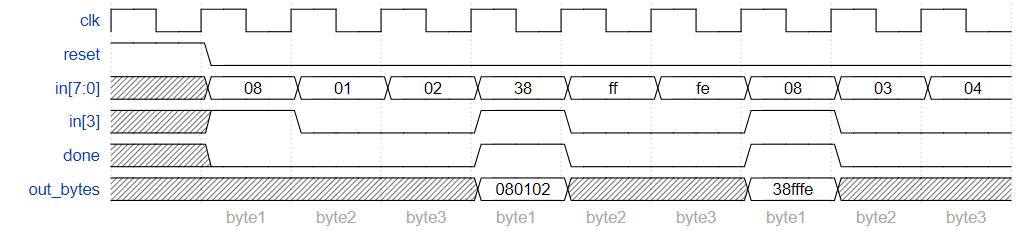 clk
reset
in[7:0] 08 01 02 38 ff fe 08 03 04
in[3]
done
out_bytes 080102 38fffe
byte1 byte2 byte3 byte1 byte2 byte3 byte1 byte2 byte3